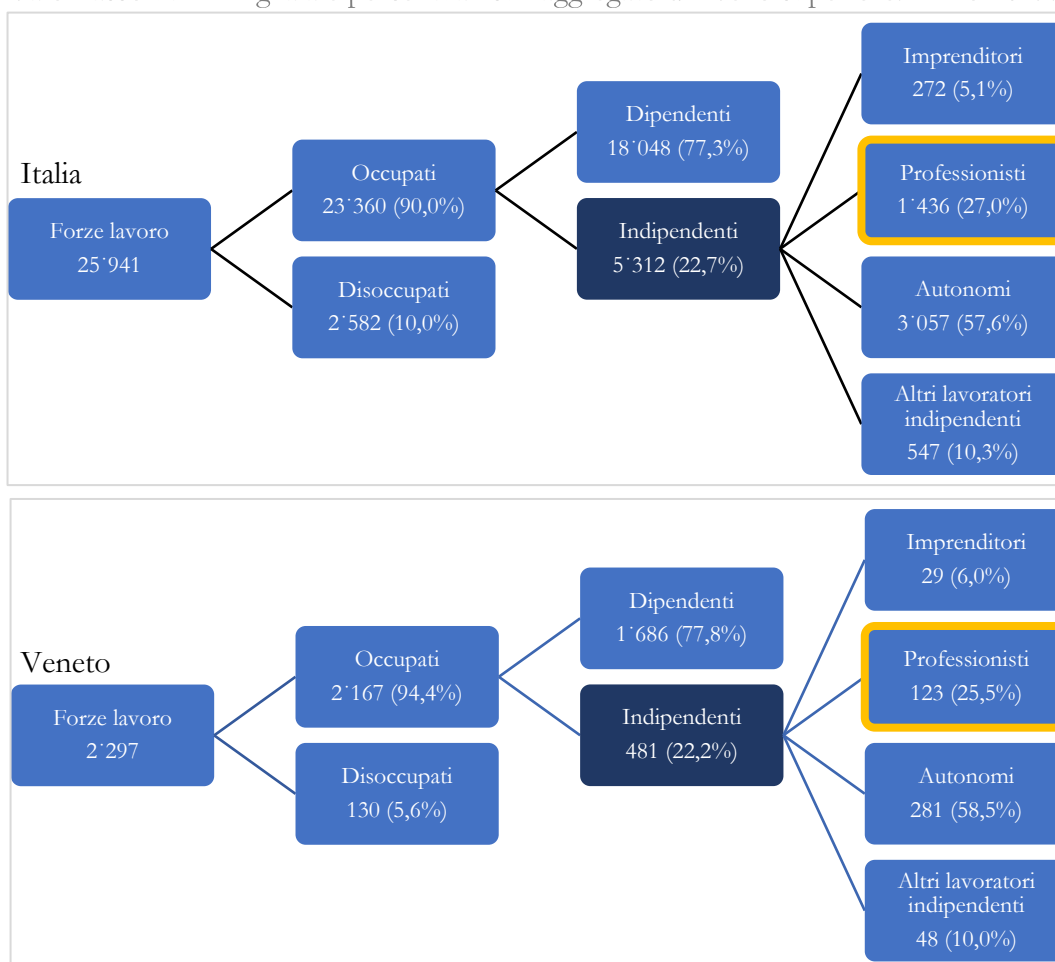 Italia
Forze lavoro
25˙941
Occupati
23˙360 (90,0%)
Disoccupati
2˙582 (10,0%)
Dipendenti
18˙048 (77,3%)
Indipendenti
5˙312 (22,7%)
Imprenditori
272 (5,1%)
Professionisti
1˙436 (27,0%)
Autonomi
3˙057 (57,6%)
Altri lavoratori
indipendenti
547 (10,3%)
Veneto
Forze lavoro
2˙297
Occupati
2˙167 (94,4%)
Disoccupati
130 (5,6%)
Dipendenti
1˙686 (77,8%)
Indipendenti
481 (22,2%)
Imprenditori
29 (6,0%)
Professionisti
123 (25,5%)
Autonomi
281 (58,5%)
Altri lavoratori
indipendenti
48 (10,0%)